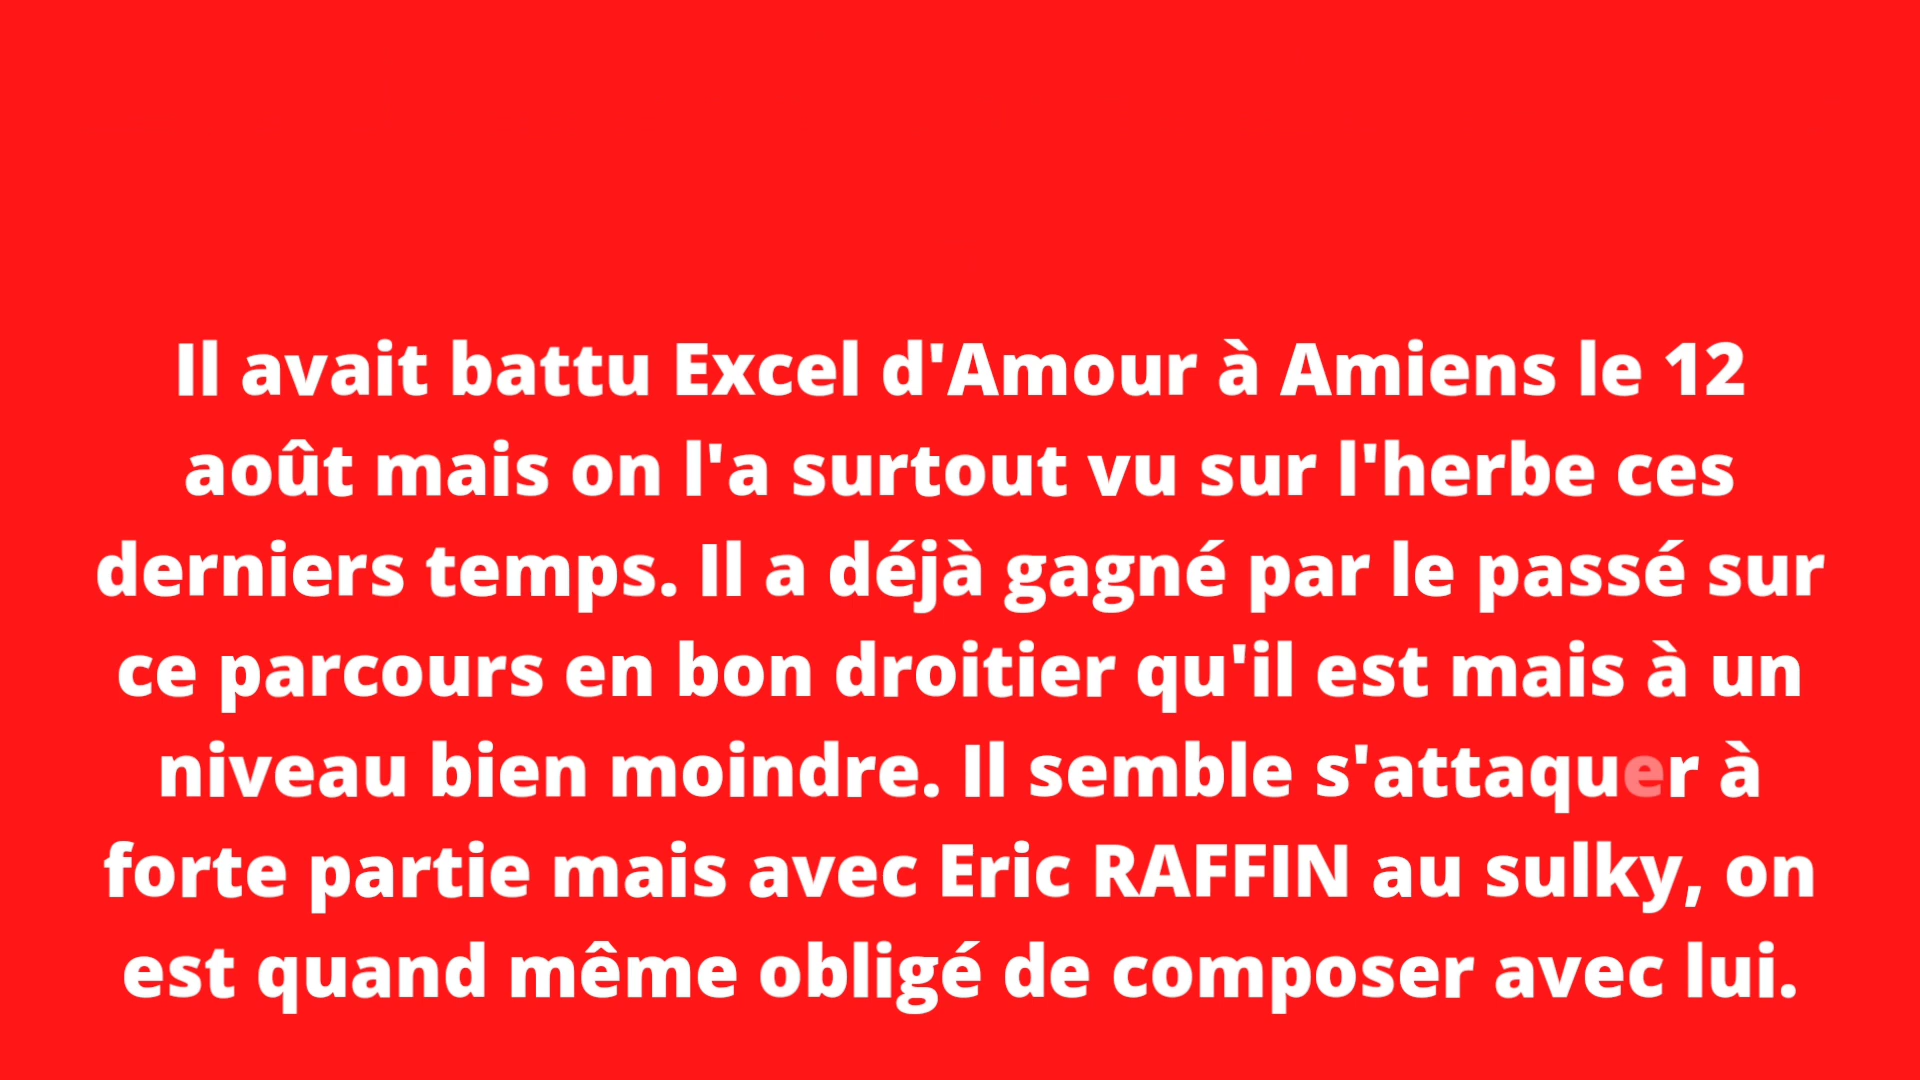 Il avait battu Excel d'Amour à Amiens le 12
août mais on l'a surtout vu sur l'herbe ces
derniers temps. Il a déjà gagné par le passé sur
ce parcours en bon droitier qu'il est mais à un
niveau bien moindre. Il semble s'attaquer à
forte partie mais avec Eric RAFFIN au sulky, on
est quand même obligé de composer avec lui.